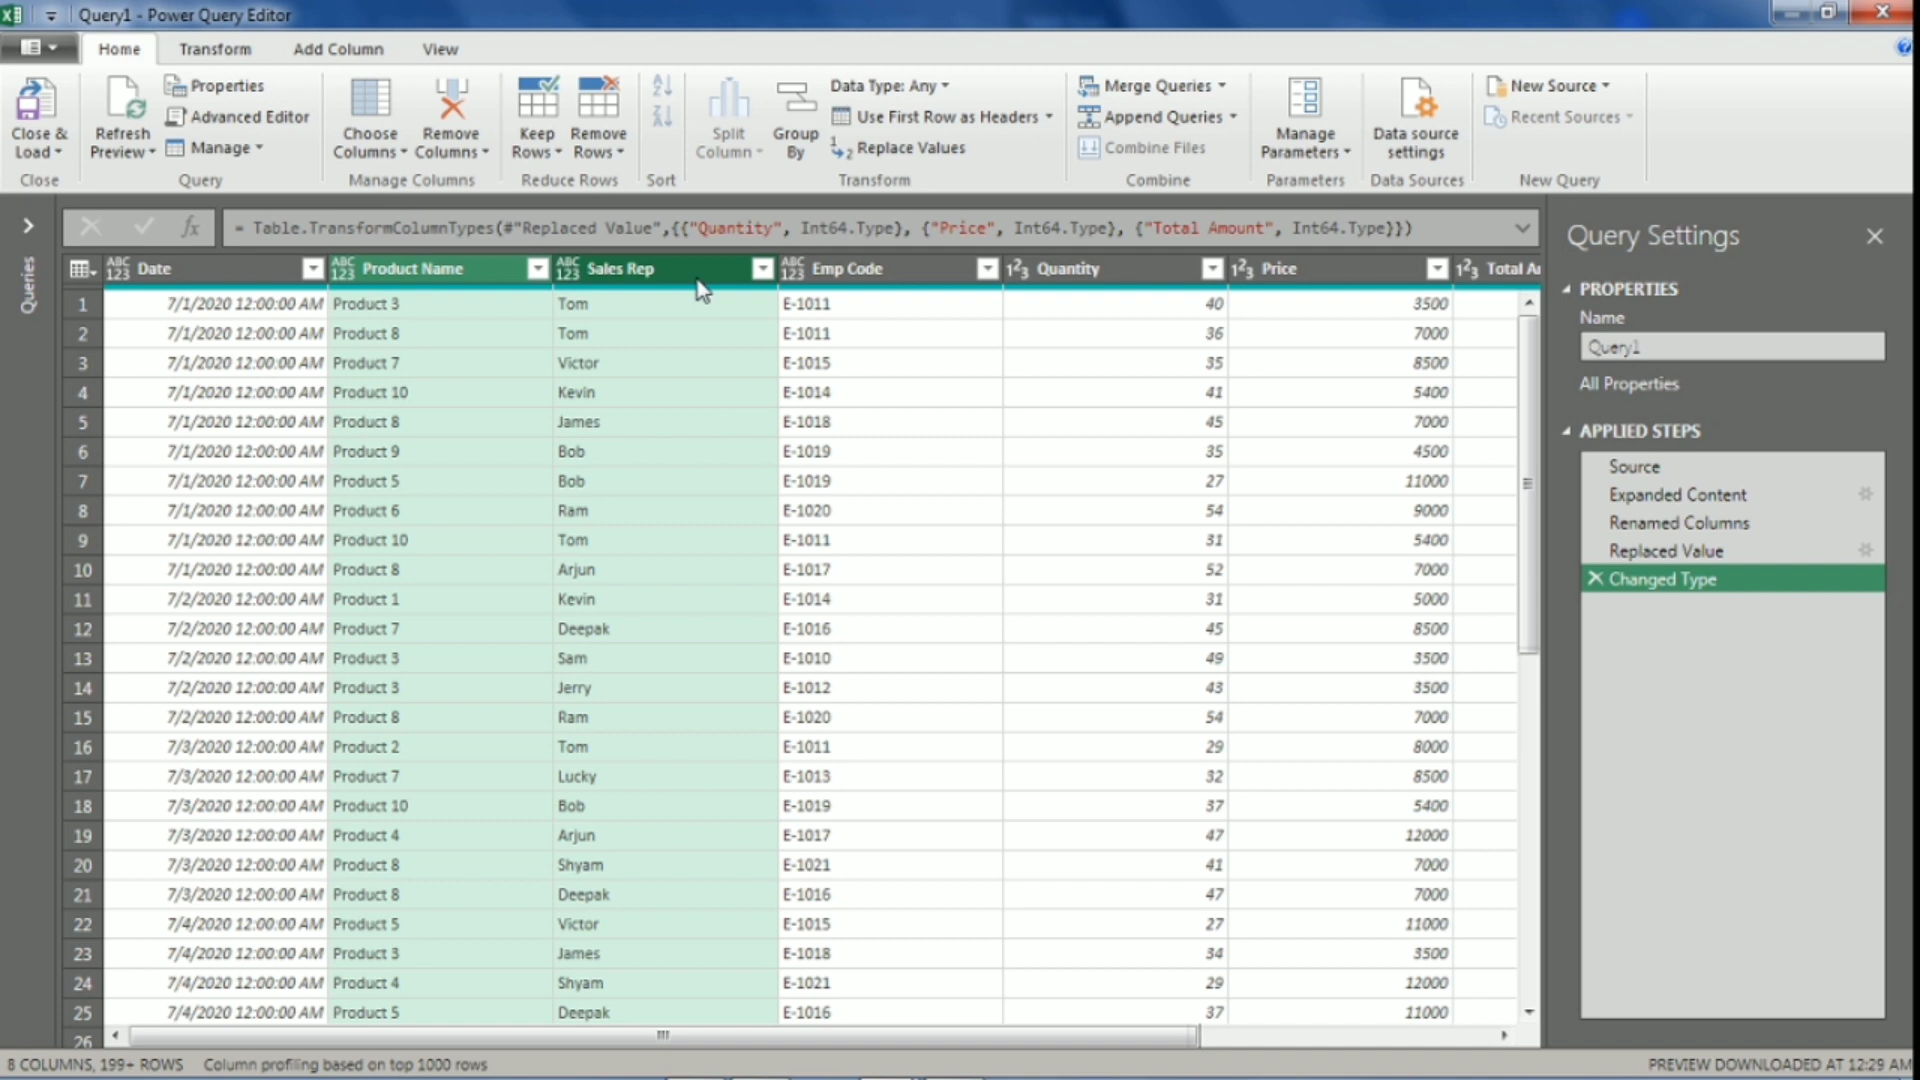 Query1 - Power Query Editor
Home Transform Add Column View
Close & Load
Close
Refresh Preview
Properties
Advanced Editor
Manage
Query
Choose Columns
Remove Columns
Manage Columns
Keep Rows
Remove Rows
Reduce Rows
Sort
Split Column
Group By
Data Type: Any
Use First Row as Headers
Replace Values
Transform
Merge Queries
Append Queries
Combine Files
Combine
Manage Parameters
Parameters
Data source settings
Data Sources
New Source
Recent Sources
New Query
Queries
fx = Table.TransformColumnTypes(#"Replaced Value",{{"Quantity", Int64.Type}, {"Price", Int64.Type}, {"Total Amount", Int64.Type}})
ABC 123 Date ABC 123 Product Name ABC 123 Sales Rep ABC 123 Emp Code 123 Quantity 123 Price 123 Total A
1 7/1/2020 12:00:00 AM Product 3 Tom E-1011 40 3500
2 7/1/2020 12:00:00 AM Product 8 Tom E-1011 36 7000
3 7/1/2020 12:00:00 AM Product 7 Victor E-1015 35 8500
4 7/1/2020 12:00:00 AM Product 10 Kevin E-1014 41 5400
5 7/1/2020 12:00:00 AM Product 8 James E-1018 45 7000
6 7/1/2020 12:00:00 AM Product 9 Bob E-1019 35 4500
7 7/1/2020 12:00:00 AM Product 5 Bob E-1019 27 11000
8 7/1/2020 12:00:00 AM Product 6 Ram E-1020 54 9000
9 7/1/2020 12:00:00 AM Product 10 Tom E-1011 31 5400
10 7/1/2020 12:00:00 AM Product 8 Arjun E-1017 52 7000
11 7/2/2020 12:00:00 AM Product 1 Kevin E-1014 31 5000
12 7/2/2020 12:00:00 AM Product 7 Deepak E-1016 45 8500
13 7/2/2020 12:00:00 AM Product 3 Sam E-1010 49 3500
14 7/2/2020 12:00:00 AM Product 3 Jerry E-1012 43 3500
15 7/2/2020 12:00:00 AM Product 8 Ram E-1020 54 7000
16 7/3/2020 12:00:00 AM Product 2 Tom E-1011 29 8000
17 7/3/2020 12:00:00 AM Product 7 Lucky E-1013 32 8500
18 7/3/2020 12:00:00 AM Product 10 Bob E-1019 37 5400
19 7/3/2020 12:00:00 AM Product 4 Arjun E-1017 47 12000
20 7/3/2020 12:00:00 AM Product 8 Shyam E-1021 41 7000
21 7/3/2020 12:00:00 AM Product 8 Deepak E-1016 47 7000
22 7/4/2020 12:00:00 AM Product 5 Victor E-1015 27 11000
23 7/4/2020 12:00:00 AM Product 3 James E-1018 34 3500
24 7/4/2020 12:00:00 AM Product 4 Shyam E-1021 29 12000
25 7/4/2020 12:00:00 AM Product 5 Deepak E-1016 37 11000
26
Query Settings
PROPERTIES
Name
Query1
All Properties
APPLIED STEPS
Source
Expanded Content
Renamed Columns
Replaced Value
Changed Type
8 COLUMNS, 199+ ROWS Column profiling based on top 1000 rows
PREVIEW DOWNLOADED AT 12:29 AM